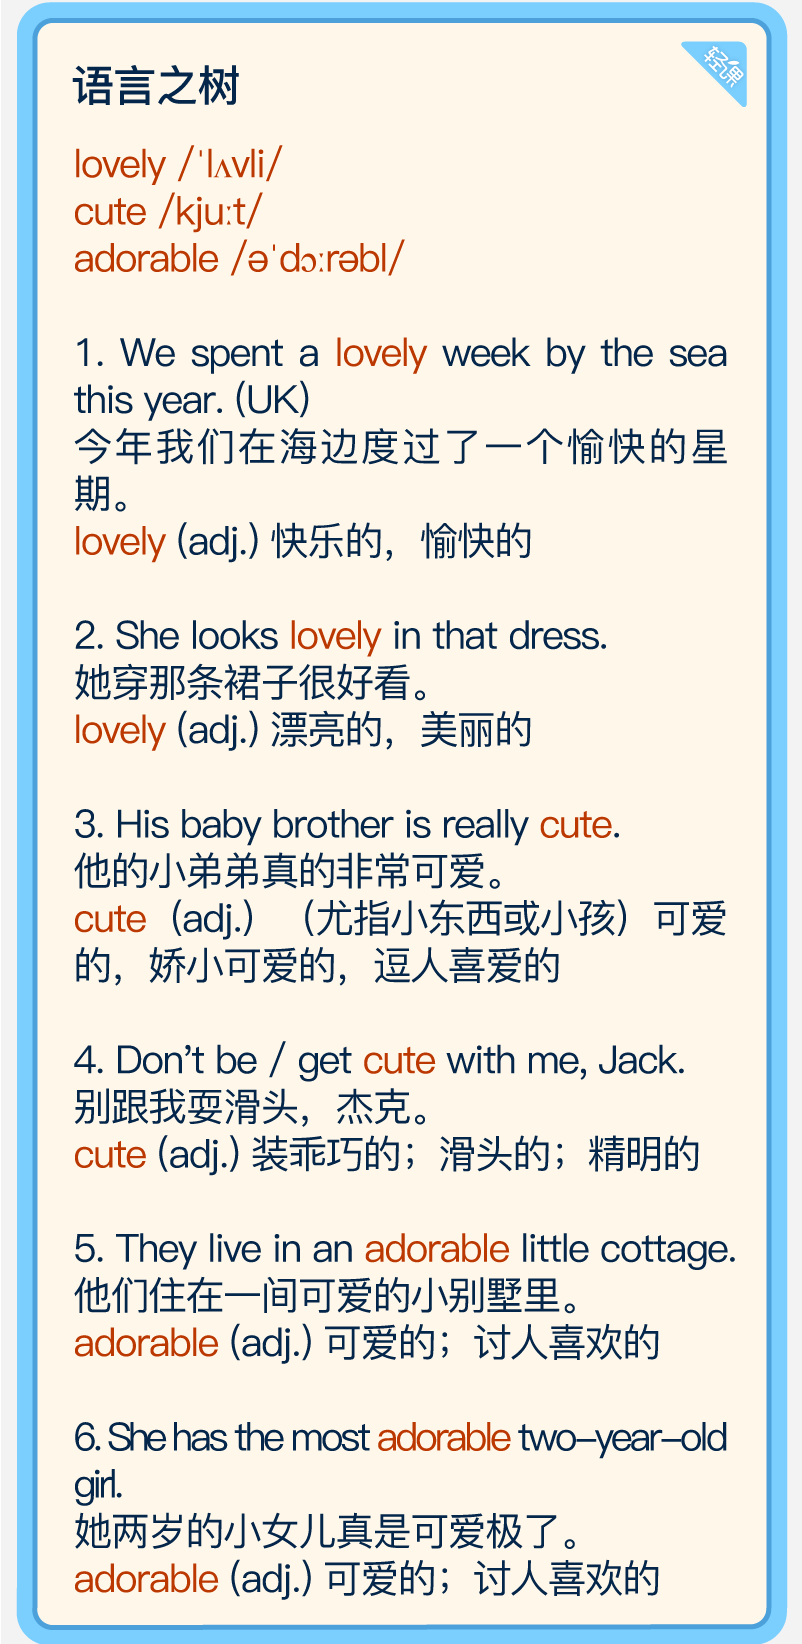 语言之树
轻课
lovely /ˈlʌvli/
cute /kjuːt/
adorable /əˈdɔːrəbl/
1. We spent a lovely week by the sea
this year. (UK)
今年我们在海边度过了一个愉快的星
期。
lovely (adj.) 快乐的，愉快的
2. She looks lovely in that dress.
她穿那条裙子很好看。
lovely (adj.) 漂亮的，美丽的
3. His baby brother is really cute.
他的小弟弟真的非常可爱。
cute（adj.）（尤指小东西或小孩）可爱
的，娇小可爱的，逗人喜爱的
4. Don’t be / get cute with me, Jack.
别跟我耍滑头，杰克。
cute (adj.) 装乖巧的；滑头的；精明的
5. They live in an adorable little cottage.
他们住在一间可爱的小别墅里。
adorable (adj.) 可爱的；讨人喜欢的
6. She has the most adorable two–year–old
girl.
她两岁的小女儿真是可爱极了。
adorable (adj.) 可爱的；讨人喜欢的